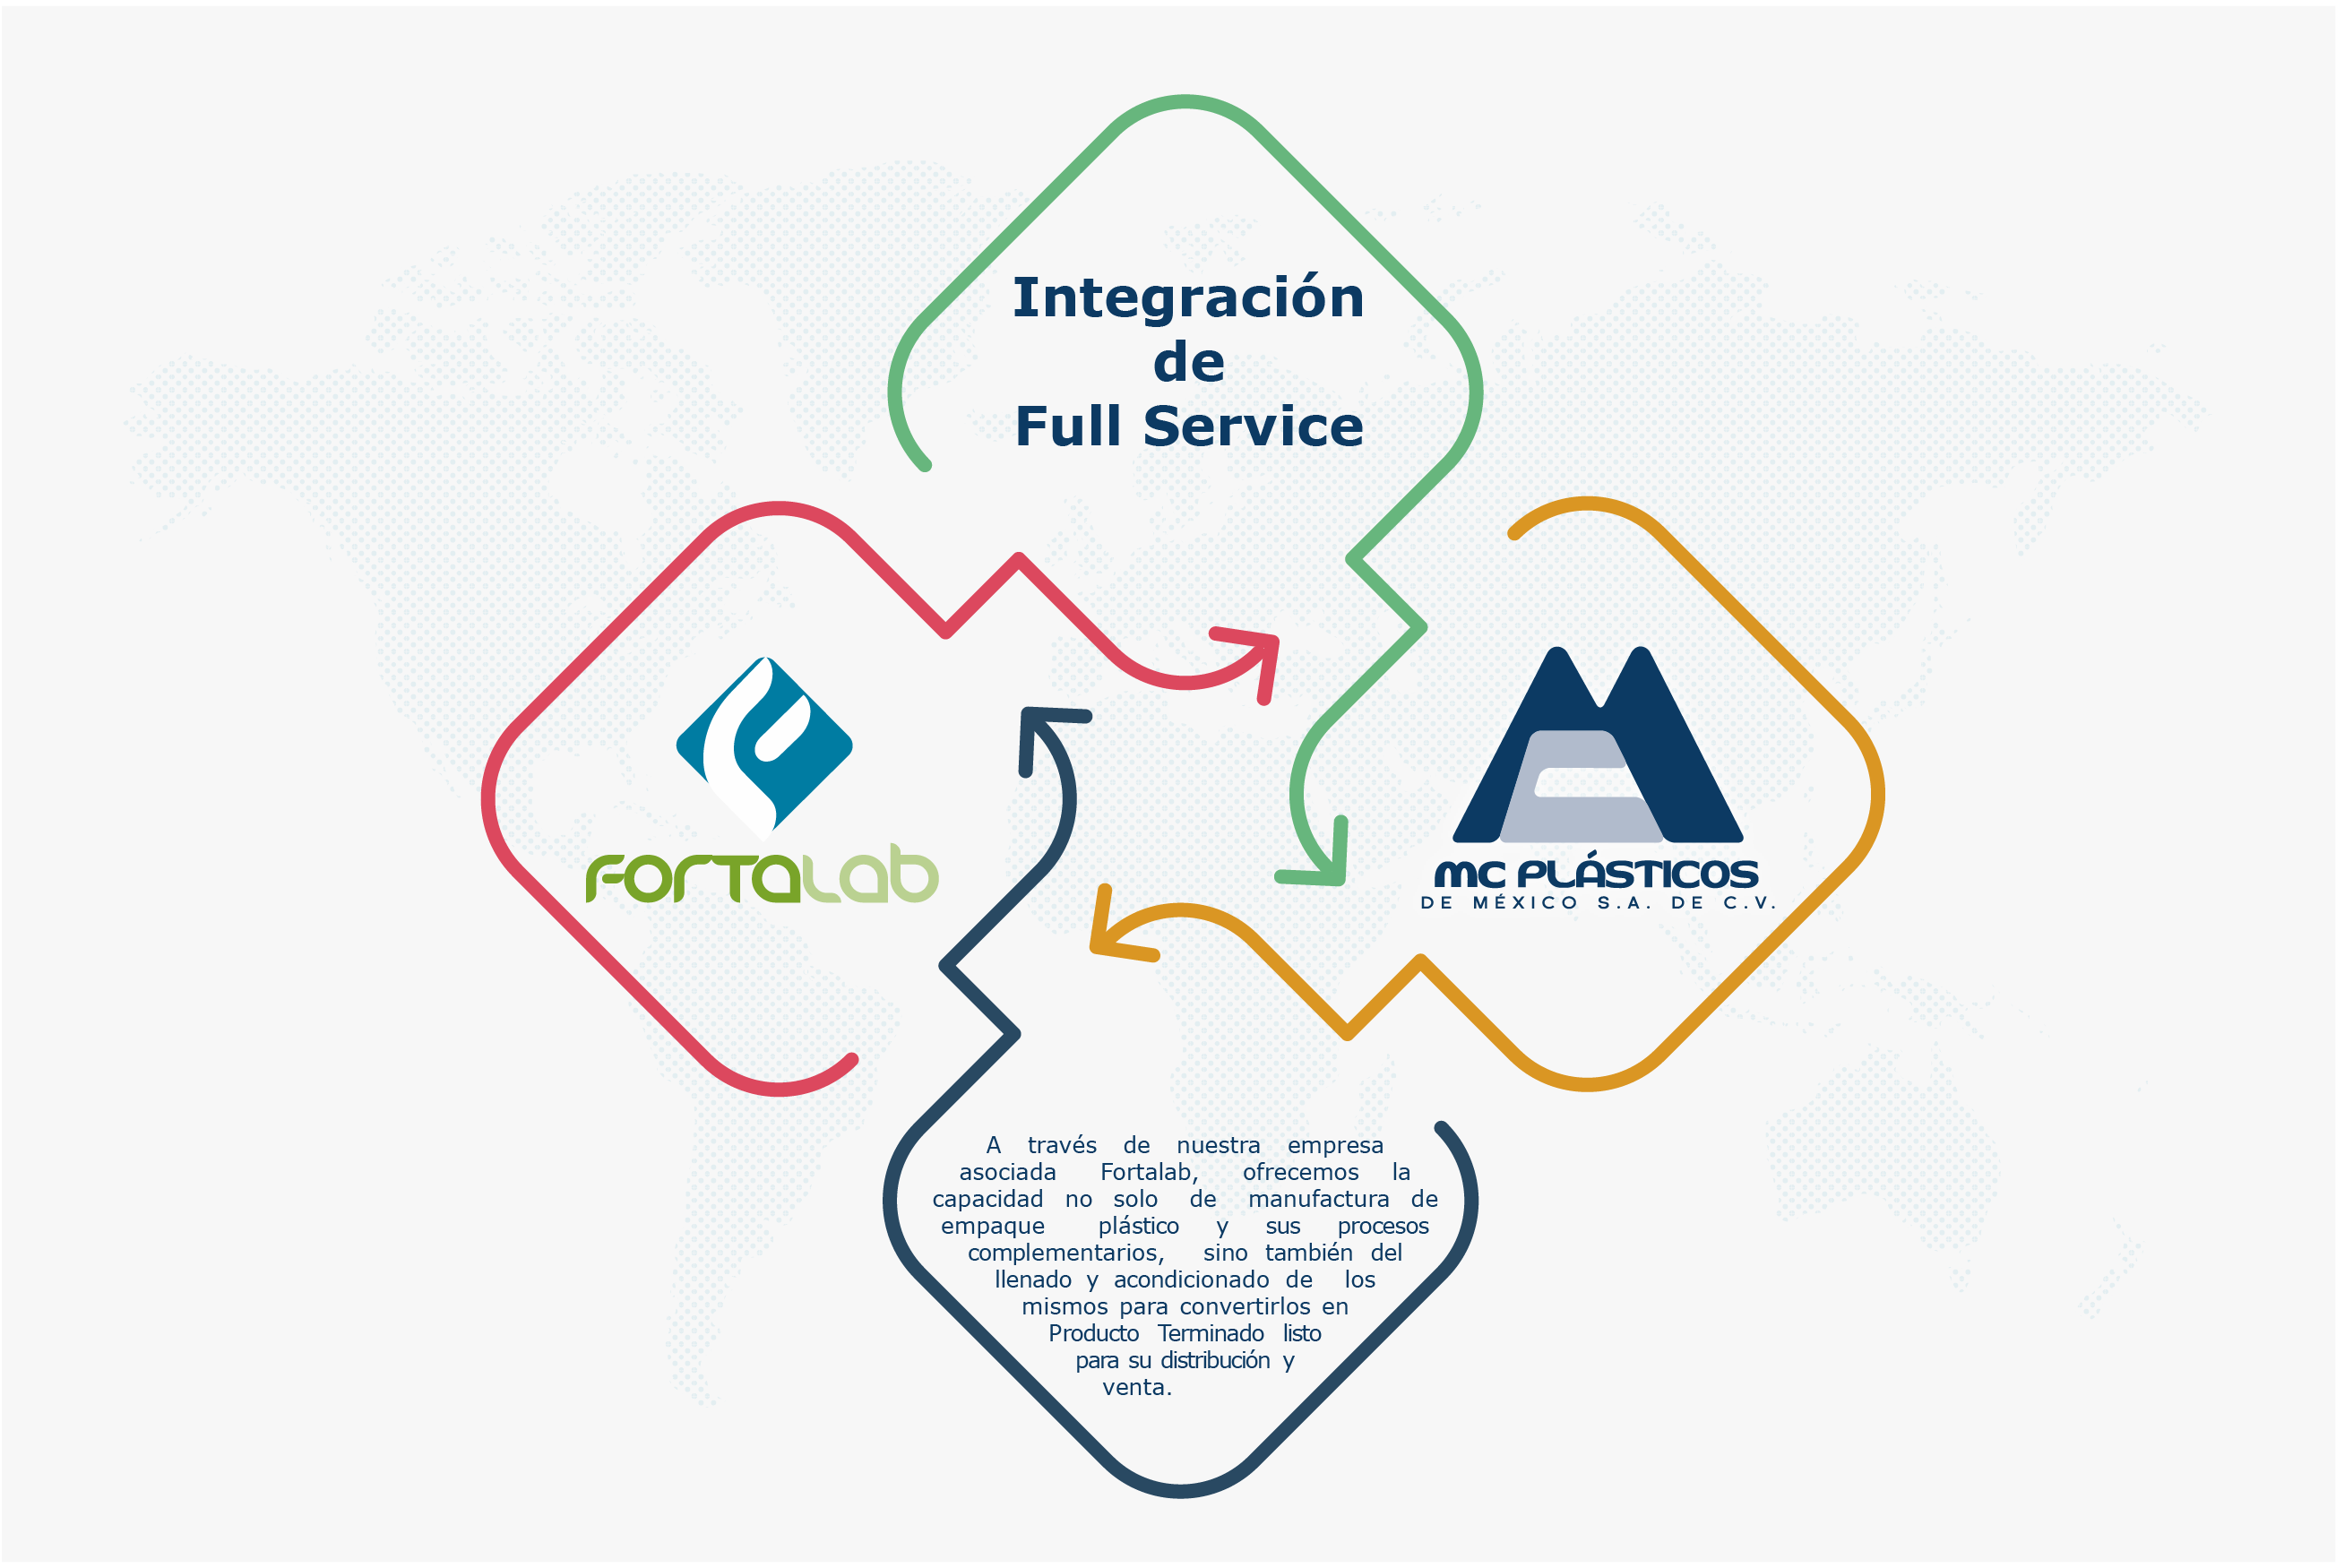 Integración
de
Full Service
FORTALAB
MC PLÁSTICOS
DE MÉXICO S.A. DE C.V.
A través de nuestra empresa
asociada Fortalab, ofrecemos la
capacidad no solo de manufactura de
empaque plástico y sus procesos
complementarios, sino también del
llenado y acondicionado de los
mismos para convertirlos en
Producto Terminado listo
para su distribución y
venta.